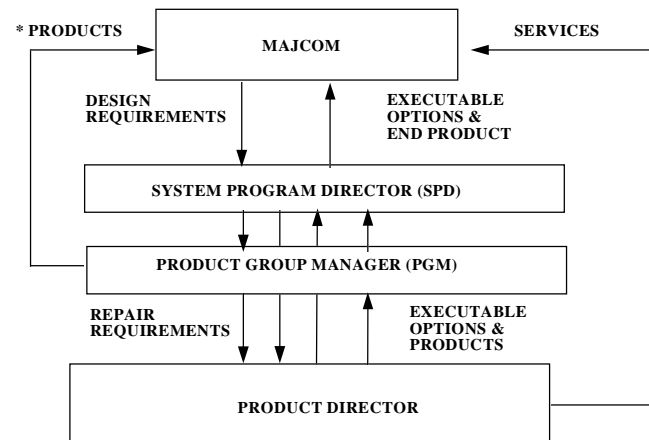 * PRODUCTS
SERVICES
MAJCOM
DESIGN
REQUIREMENTS
EXECUTABLE
OPTIONS &
END PRODUCT
SYSTEM PROGRAM DIRECTOR (SPD)
PRODUCT GROUP MANAGER (PGM)
REPAIR
REQUIREMENTS
EXECUTABLE
OPTIONS &
PRODUCTS
PRODUCT DIRECTOR